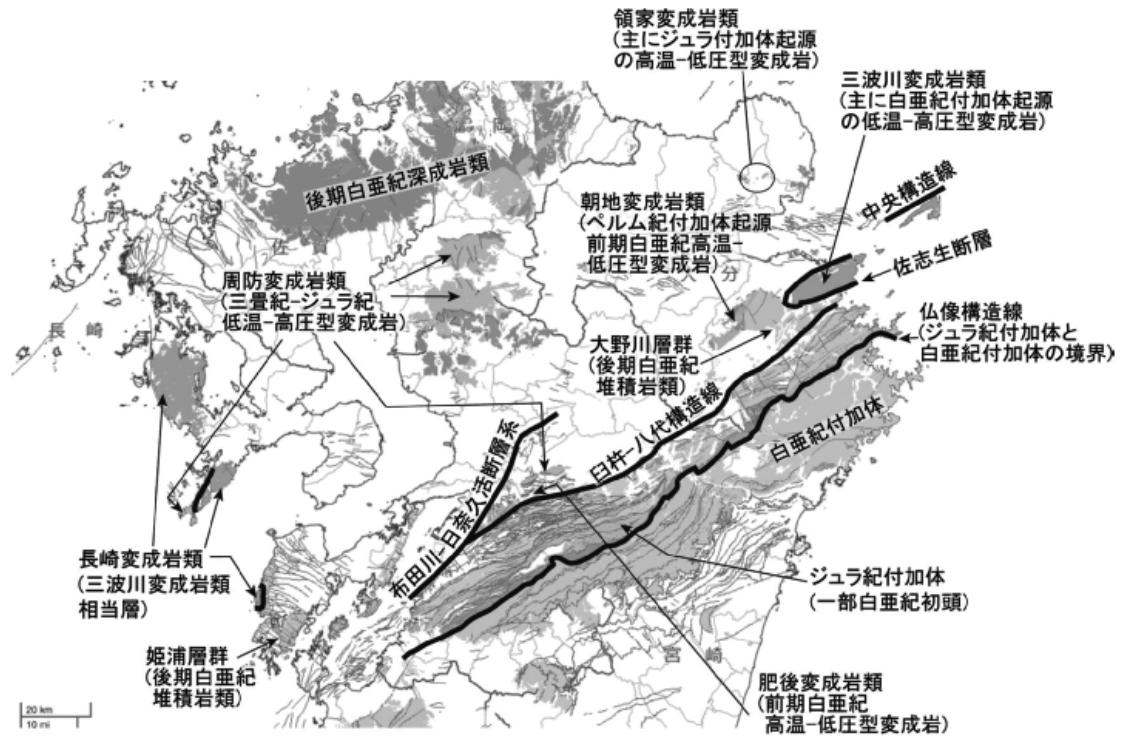 領家変成岩類
(主にジュラ付加体起源
の高温–低圧型変成岩)
三波川変成岩類
(主に白亜紀付加体起源
の低温–高圧型変成岩)
岡
後期白亜紀深成岩類
中央構造線
朝地変成岩類
(ペルム紀付加体起源
前期白亜紀高温–
低圧型変成岩)
佐
分
佐志生断層
周防変成岩類
(三畳紀–ジュラ紀
低温–高圧型変成岩)
長崎
仏像構造線
(ジュラ紀付加体と
白亜紀付加体の境界)
大野川層群
(後期白亜紀
堆積岩類)
臼杵–八代構造線
白亜紀付加体
布田川–日奈久活断層系
長崎変成岩類
(三波川変成岩類
相当層)
ジュラ紀付加体
(一部白亜紀初頭)
姫浦層群
(後期白亜紀
堆積岩類)
宮崎
肥後変成岩類
(前期白亜紀
高温–低圧型変成岩)
20 km
10 mi